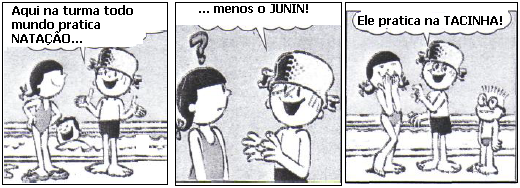 Aqui na turma todo
mundo pratica
NATAÇÃO...
... menos o JUNIN!
?
Ele pratica na TACINHA!